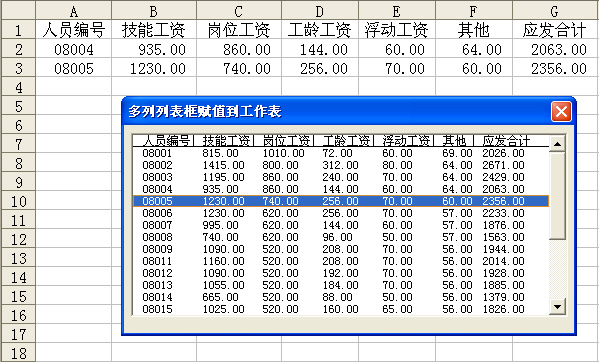 A B C D E F G
1 人员编号 技能工资 岗位工资 工龄工资 浮动工资 其他 应发合计
2 08004 935.00 860.00 144.00 60.00 64.00 2063.00
3 08005 1230.00 740.00 256.00 70.00 60.00 2356.00
4
5
6
7
8
9
10
11
12
13
14
15
16
17
18
多列列表框赋值到工作表
人员编号 技能工资 岗位工资 工龄工资 浮动工资 其他 应发合计
08001 815.00 1010.00 72.00 60.00 69.00 2026.00
08002 1415.00 800.00 312.00 80.00 64.00 2671.00
08003 1195.00 860.00 240.00 70.00 64.00 2429.00
08004 935.00 860.00 144.00 60.00 64.00 2063.00
08005 1230.00 740.00 256.00 70.00 60.00 2356.00
08006 1230.00 620.00 256.00 70.00 57.00 2233.00
08007 995.00 620.00 144.00 60.00 57.00 1876.00
08008 740.00 620.00 96.00 50.00 57.00 1563.00
08009 1090.00 520.00 208.00 70.00 56.00 1944.00
08011 1160.00 520.00 208.00 70.00 56.00 2014.00
08012 1090.00 520.00 192.00 70.00 56.00 1928.00
08013 1055.00 520.00 184.00 70.00 56.00 1885.00
08014 665.00 520.00 88.00 50.00 56.00 1379.00
08015 1025.00 520.00 160.00 65.00 56.00 1826.00